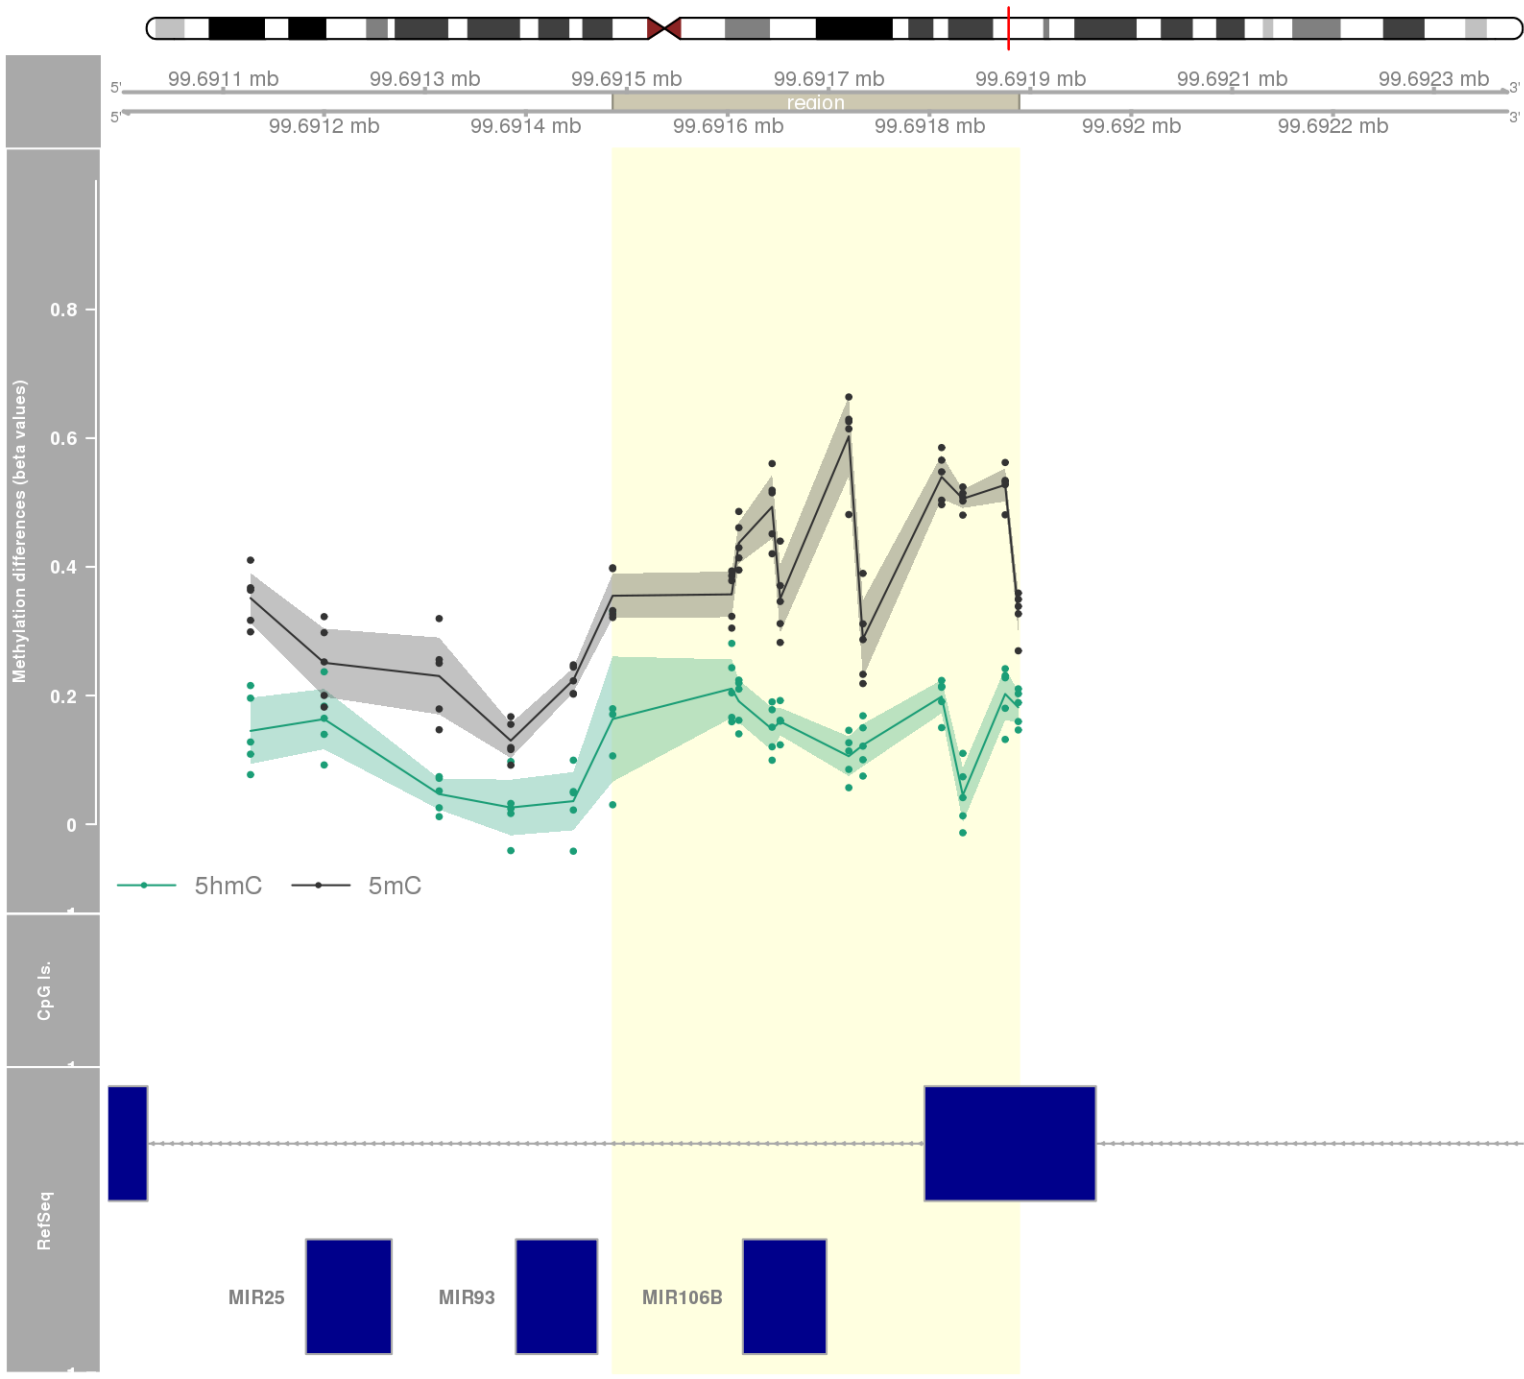 99.6911 mb 99.6913 mb 99.6915 mb 99.6917 mb 99.6919 mb 99.6921 mb 99.6923 mb
5' 3'
region
5' 3'
99.6912 mb 99.6914 mb 99.6916 mb 99.6918 mb 99.692 mb 99.6922 mb
Methylation differences (beta values)
0.8
0.6
0.4
0.2
0
5hmC 5mC
CpG Is.
RefSeq
MIR25 MIR93 MIR106B